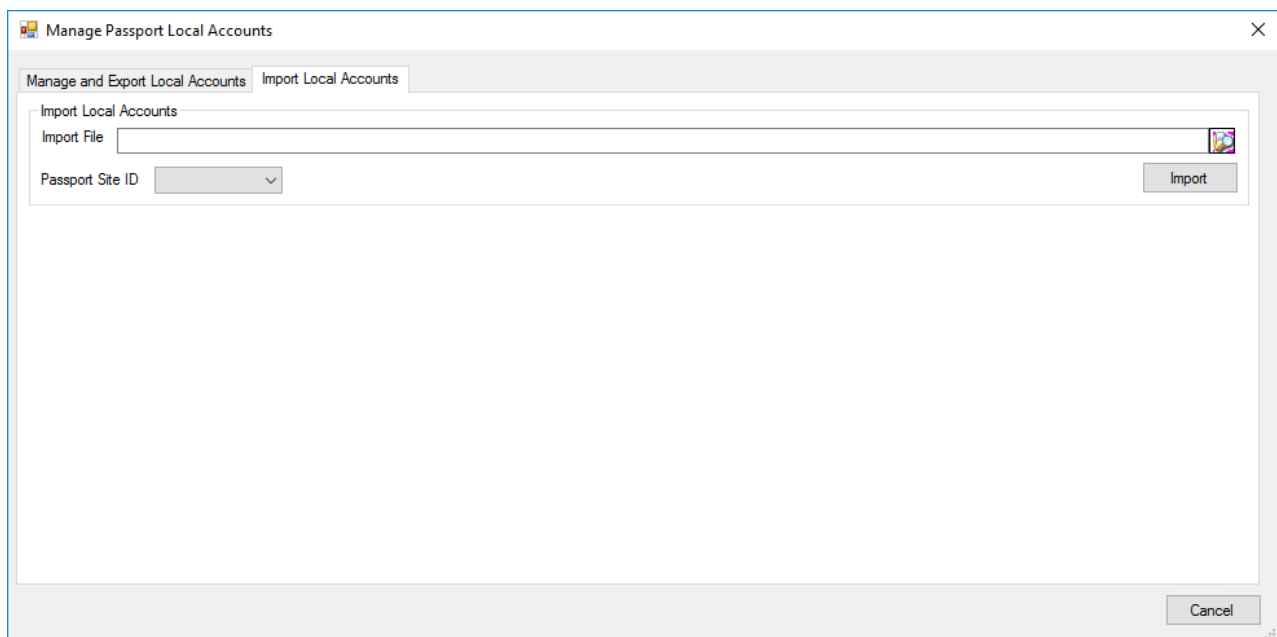 Manage Passport Local Accounts
Manage and Export Local Accounts Import Local Accounts
Import Local Accounts
Import File
Passport Site ID
Import
Cancel